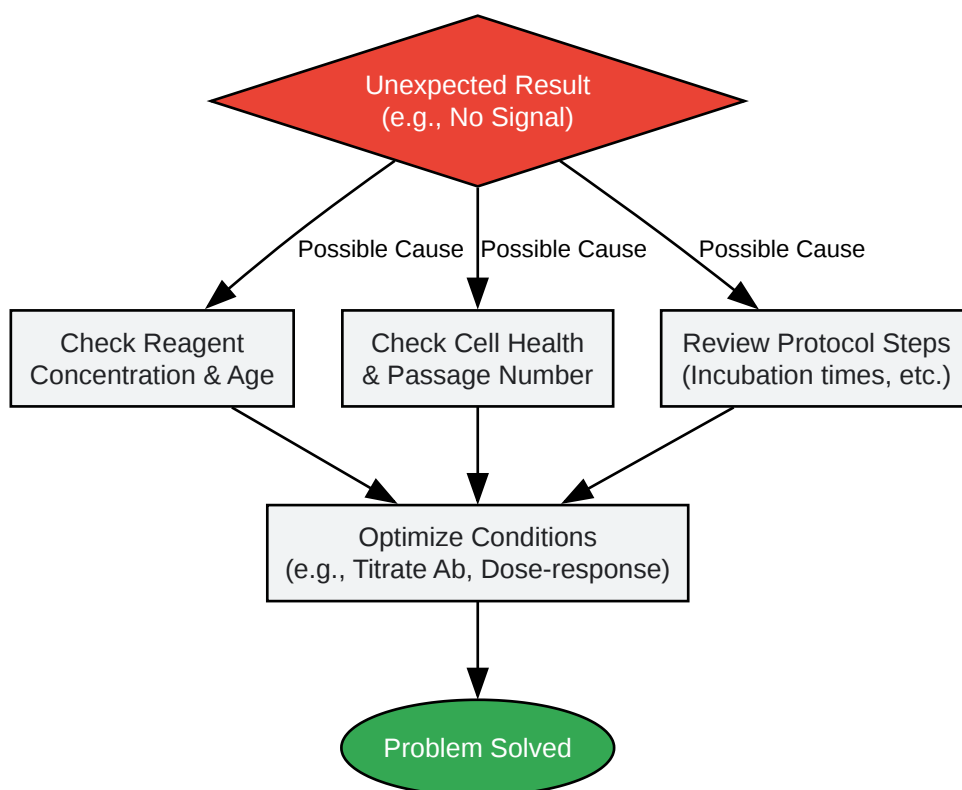 Unexpected Result
(e.g., No Signal)
Possible Cause
Possible Cause
Possible Cause
Check Reagent
Concentration & Age
Check Cell Health
& Passage Number
Review Protocol Steps
(Incubation times, etc.)
Optimize Conditions
(e.g., Titrate Ab, Dose-response)
Problem Solved